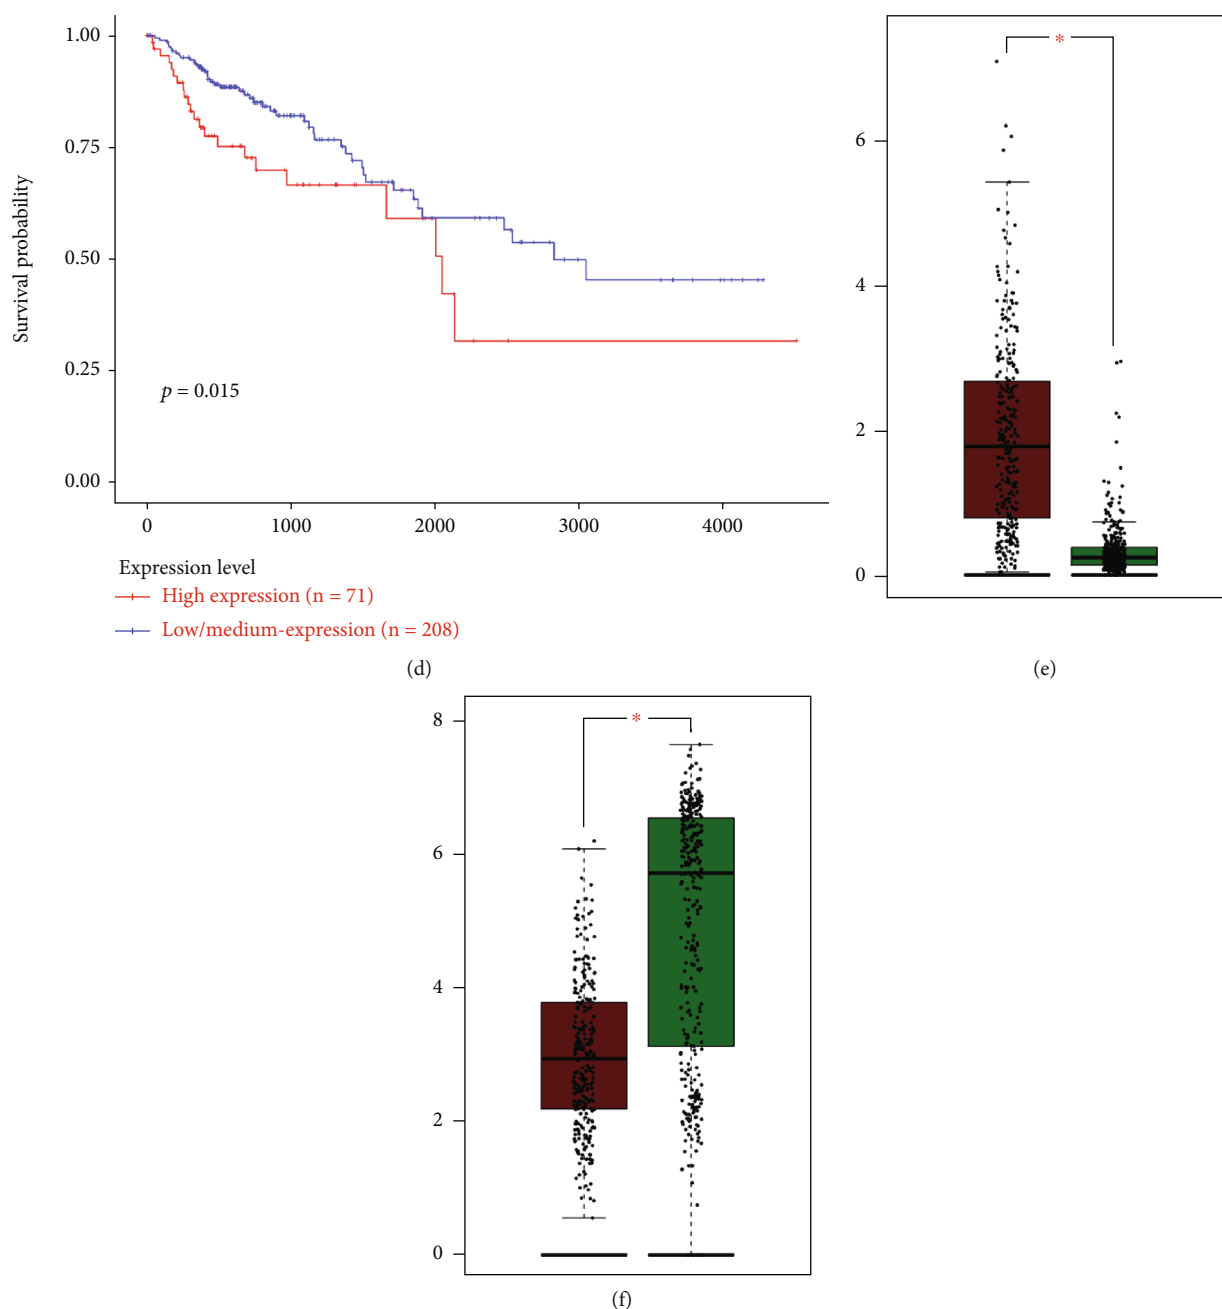 1.00
0.75
0.50
0.25
0.00
Survival probability
p = 0.015
0 1000 2000 3000 4000
Expression level
High expression (n = 71)
Low/medium-expression (n = 208)
(d)
*
6
4
2
0
(e)
*
8
6
4
2
0
(f)